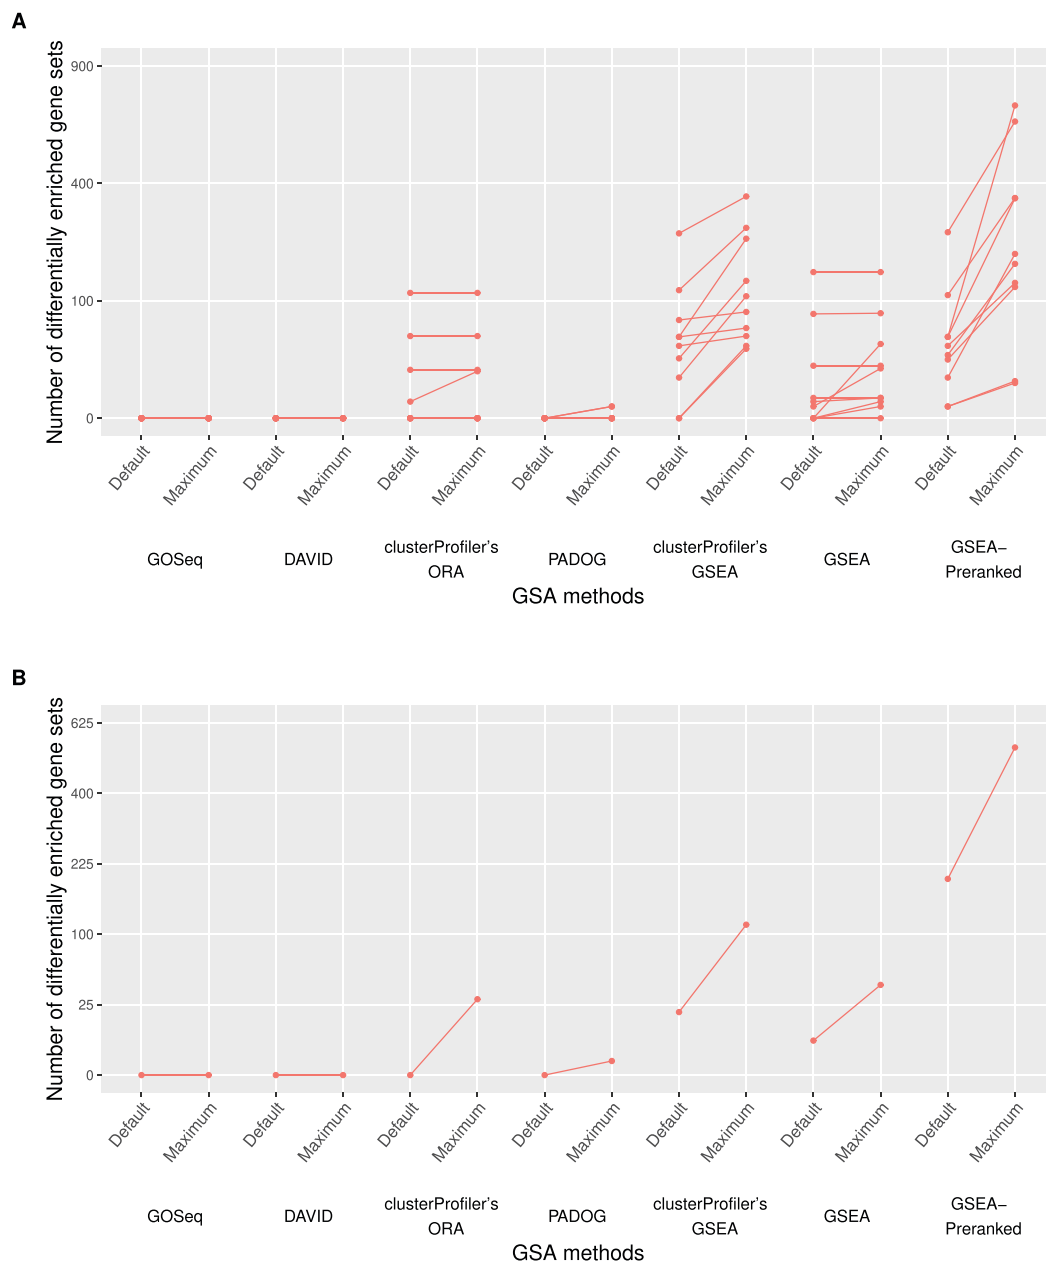 A
Number of differentially enriched gene sets
900
400
100
0
Default
Maximum
Default
Maximum
Default
Maximum
Default
Maximum
Default
Maximum
Default
Maximum
Default
Maximum
GOSeq
DAVID
clusterProfiler's
ORA
PADOG
clusterProfiler's
GSEA
GSEA
GSEA−
Preranked
GSA methods
B
Number of differentially enriched gene sets
625
400
225
100
25
0
Default
Maximum
Default
Maximum
Default
Maximum
Default
Maximum
Default
Maximum
Default
Maximum
Default
Maximum
GOSeq
DAVID
clusterProfiler's
ORA
PADOG
clusterProfiler's
GSEA
GSEA
GSEA−
Preranked
GSA methods